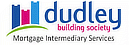 dudley
building society
Mortgage Intermediary Services